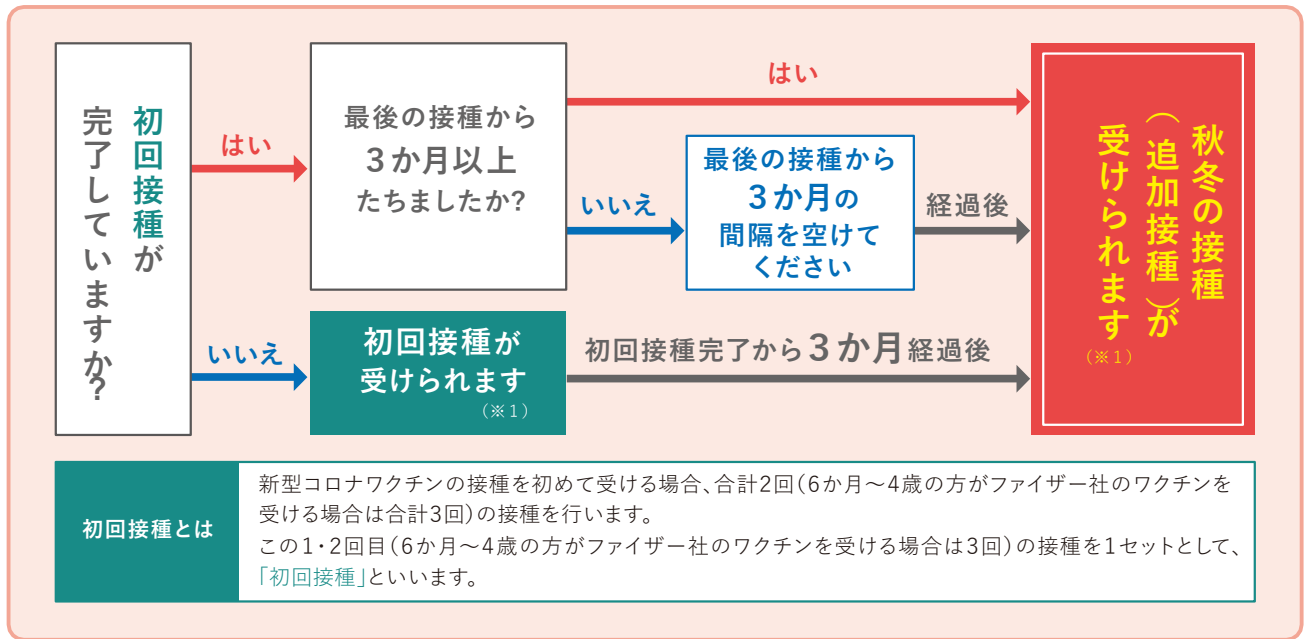 初回接種が
完了していますか?
はい
いいえ
最後の接種から
3か月以上
たちましたか?
はい
いいえ
最後の接種から
3か月の
間隔を空けて
ください
経過後
初回接種が
受けられます
(※1)
初回接種完了から3か月経過後
秋冬の接種
(追加接種)が
受けられます
(※1)
初回接種とは
新型コロナワクチンの接種を初めて受ける場合、合計2回(6か月~4歳の方がファイザー社のワクチンを
受ける場合は合計3回)の接種を行います。
この1・2回目(6か月~4歳の方がファイザー社のワクチンを受ける場合は3回)の接種を1セットとして、
「初回接種」といいます。